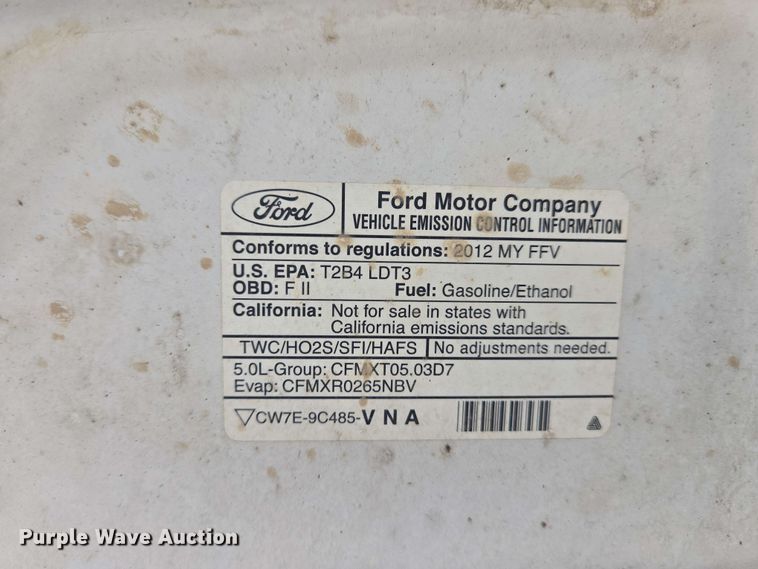 Ford
Ford Motor Company
VEHICLE EMISSION CONTROL INFORMATION
Conforms to regulations: 2012 MY FFV
U.S. EPA: T2B4 LDT3
OBD: F II Fuel: Gasoline/Ethanol
California: Not for sale in states with
California emissions standards.
TWC/HO2S/SFI/HAFS No adjustments needed.
5.0L-Group: CFMXT05.03D7
Evap: CFMXR0265NBV
CW7E-9C485-VNA
Purple Wave Auction